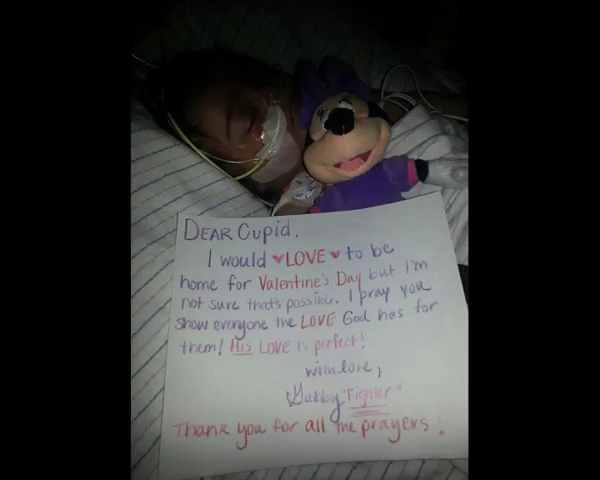 DEAR Cupid,
I would ♥LOVE♥ to be
home for Valentine's Day but I'm
not sure that's possible. I pray you
show everyone the LOVE God has for
them! His LOVE is perfect!
with love,
Gabby "Fighter"
Thank you for all the prayers!